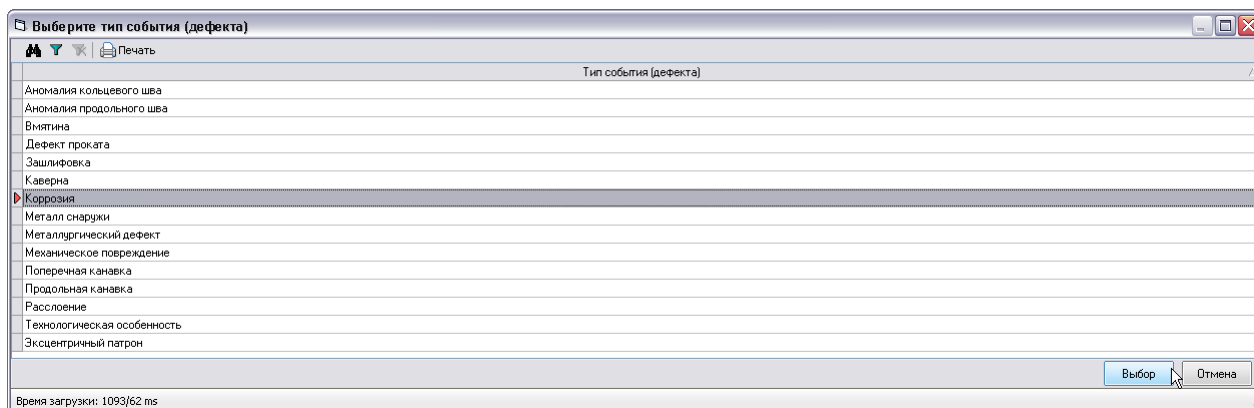 Выберите тип события (дефекта)
Печать
Тип события (дефекта)
Аномалия кольцевого шва
Аномалия продольного шва
Вмятина
Дефект проката
Зашлифовка
Каверна
Коррозия
Металл снаружи
Металлургический дефект
Механическое повреждение
Поперечная канавка
Продольная канавка
Расслоение
Технологическая особенность
Эксцентричный патрон
Выбор Отмена
Время загрузки: 1093/62 ms